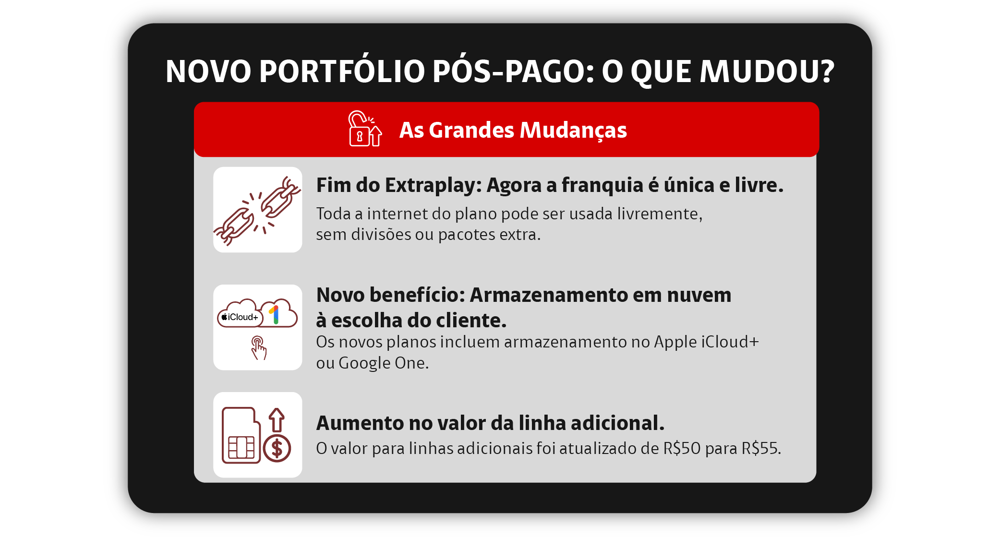 NOVO PORTFÓLIO PÓS-PAGO: O QUE MUDOU?
As Grandes Mudanças
Fim do Extraplay: Agora a franquia é única e livre.
Toda a internet do plano pode ser usada livremente,
sem divisões ou pacotes extra.
iCloud+
1
Novo benefício: Armazenamento em nuvem
à escolha do cliente.
Os novos planos incluem armazenamento no Apple iCloud+
ou Google One.
$
Aumento no valor da linha adicional.
O valor para linhas adicionais foi atualizado de R$50 para R$55.